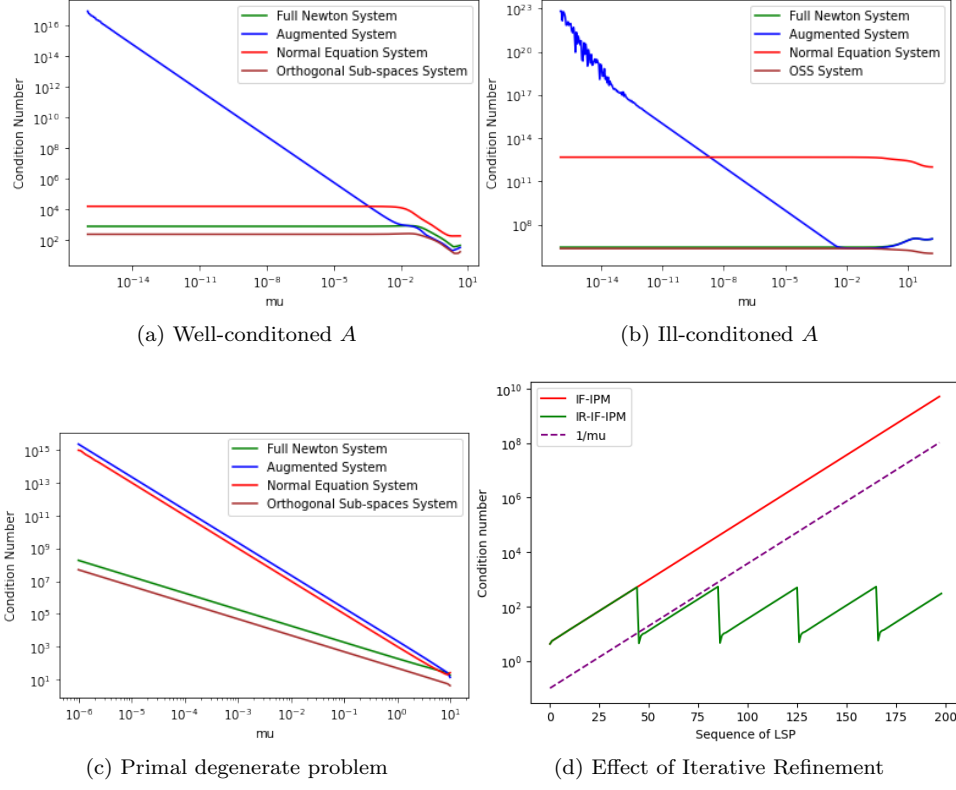 Full Newton System
Augmented System
Normal Equation System
Orthogonal Sub-spaces System
Condition Number
10^16
10^14
10^12
10^10
10^8
10^6
10^4
10^2
10^-14
10^-11
10^-8
10^-5
10^-2
10^1
mu
(a) Well-conditoned A
Full Newton System
Augmented System
Normal Equation System
OSS System
Condition Number
10^23
10^20
10^17
10^14
10^11
10^8
10^-14
10^-11
10^-8
10^-5
10^-2
10^1
mu
(b) Ill-conditoned A
Full Newton System
Augmented System
Normal Equation System
Orthogonal Sub-spaces System
Condition Number
10^15
10^13
10^11
10^9
10^7
10^5
10^3
10^1
10^-6
10^-5
10^-4
10^-3
10^-2
10^-1
10^0
10^1
mu
(c) Primal degenerate problem
IF-IPM
IR-IF-IPM
1/mu
Condition number
10^10
10^8
10^6
10^4
10^2
10^0
0 25 50 75 100 125 150 175 200
Sequence of LSP
(d) Effect of Iterative Refinement